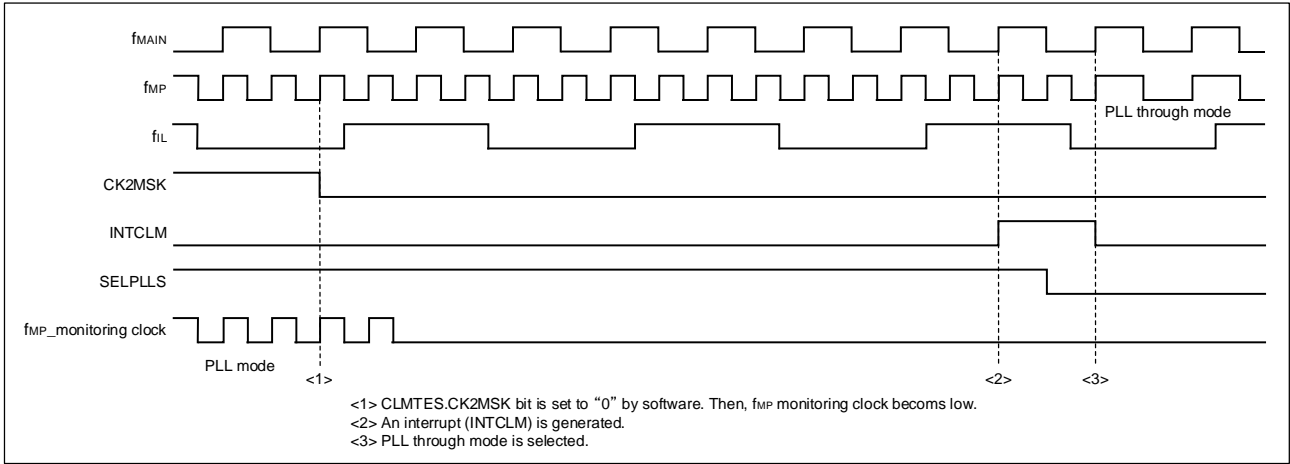 fMAIN
fMP
PLL through mode
fIL
CK2MSK
INTCLM
SELPLLS
fMP_monitoring clock
PLL mode
<1> <2> <3>
<1> CLMTES.CK2MSK bit is set to “0” by software. Then, fMP monitoring clock becoms low.
<2> An interrupt (INTCLM) is generated.
<3> PLL through mode is selected.